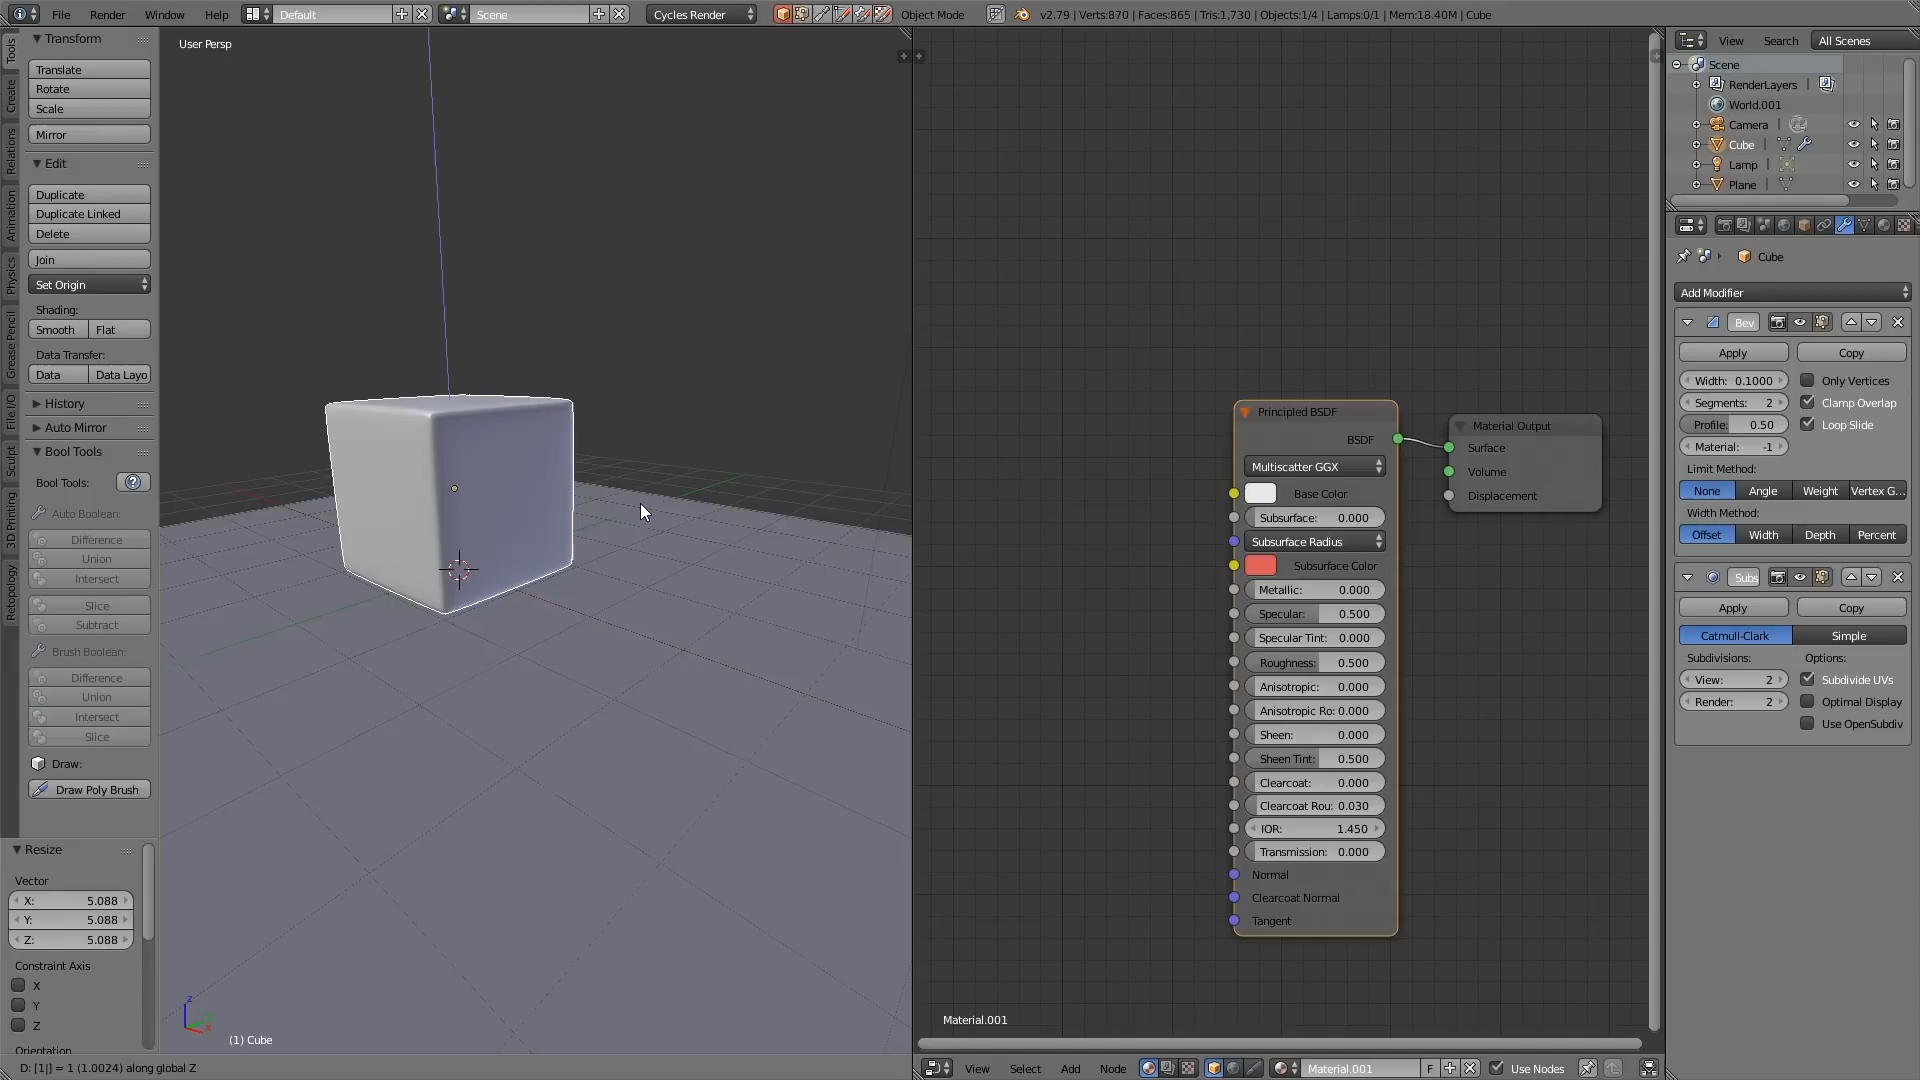 File Render Window Help Default Scene Cycles Render Object Mode v2.79 | Verts:870 | Faces:865 | Tris:1,730 | Objects:1/4 | Lamps:0/1 | Mem:18.40M | Cube
Tools
Create
Relations
Animation
Physics
Grease Pencil
File I/O
Sculpt
3D Printing
Retopology
Transform
Translate
Rotate
Scale
Mirror
Edit
Duplicate
Duplicate Linked
Delete
Join
Set Origin
Shading:
Smooth Flat
Data Transfer:
Data Data Layo
History
Auto Mirror
Bool Tools
Bool Tools:
Auto Boolean:
Difference
Union
Intersect
Slice
Subtract
Brush Boolean:
Difference
Union
Intersect
Slice
Draw:
Draw Poly Brush
Resize
Vector
X: 5.088
Y: 5.088
Z: 5.088
Constraint Axis
X
Y
Z
Orientation
User Persp
z
(1) Cube
D: [1|] = 1 (1.0024) along global Z
Principled BSDF
BSDF
Multiscatter GGX
Base Color
Subsurface: 0.000
Subsurface Radius
Subsurface Color
Metallic: 0.000
Specular: 0.500
Specular Tint: 0.000
Roughness: 0.500
Anisotropic: 0.000
Anisotropic Ro: 0.000
Sheen: 0.000
Sheen Tint: 0.500
Clearcoat: 0.000
Clearcoat Rou: 0.030
IOR: 1.450
Transmission: 0.000
Normal
Clearcoat Normal
Tangent
Material Output
Surface
Volume
Displacement
Material.001
View Select Add Node Material.001 F Use Nodes
View Search All Scenes
Scene
RenderLayers |
World.001
Camera |
Cube |
Lamp |
Plane |
Cube
Add Modifier
Bev
Apply Copy
Width: 0.1000 Only Vertices
Segments: 2 Clamp Overlap
Profile: 0.50 Loop Slide
Material: -1
Limit Method:
None Angle Weight Vertex G...
Width Method:
Offset Width Depth Percent
Subs
Apply Copy
Catmull-Clark Simple
Subdivisions: Options:
View: 2 Subdivide UVs
Render: 2 Optimal Display
Use OpenSubdiv